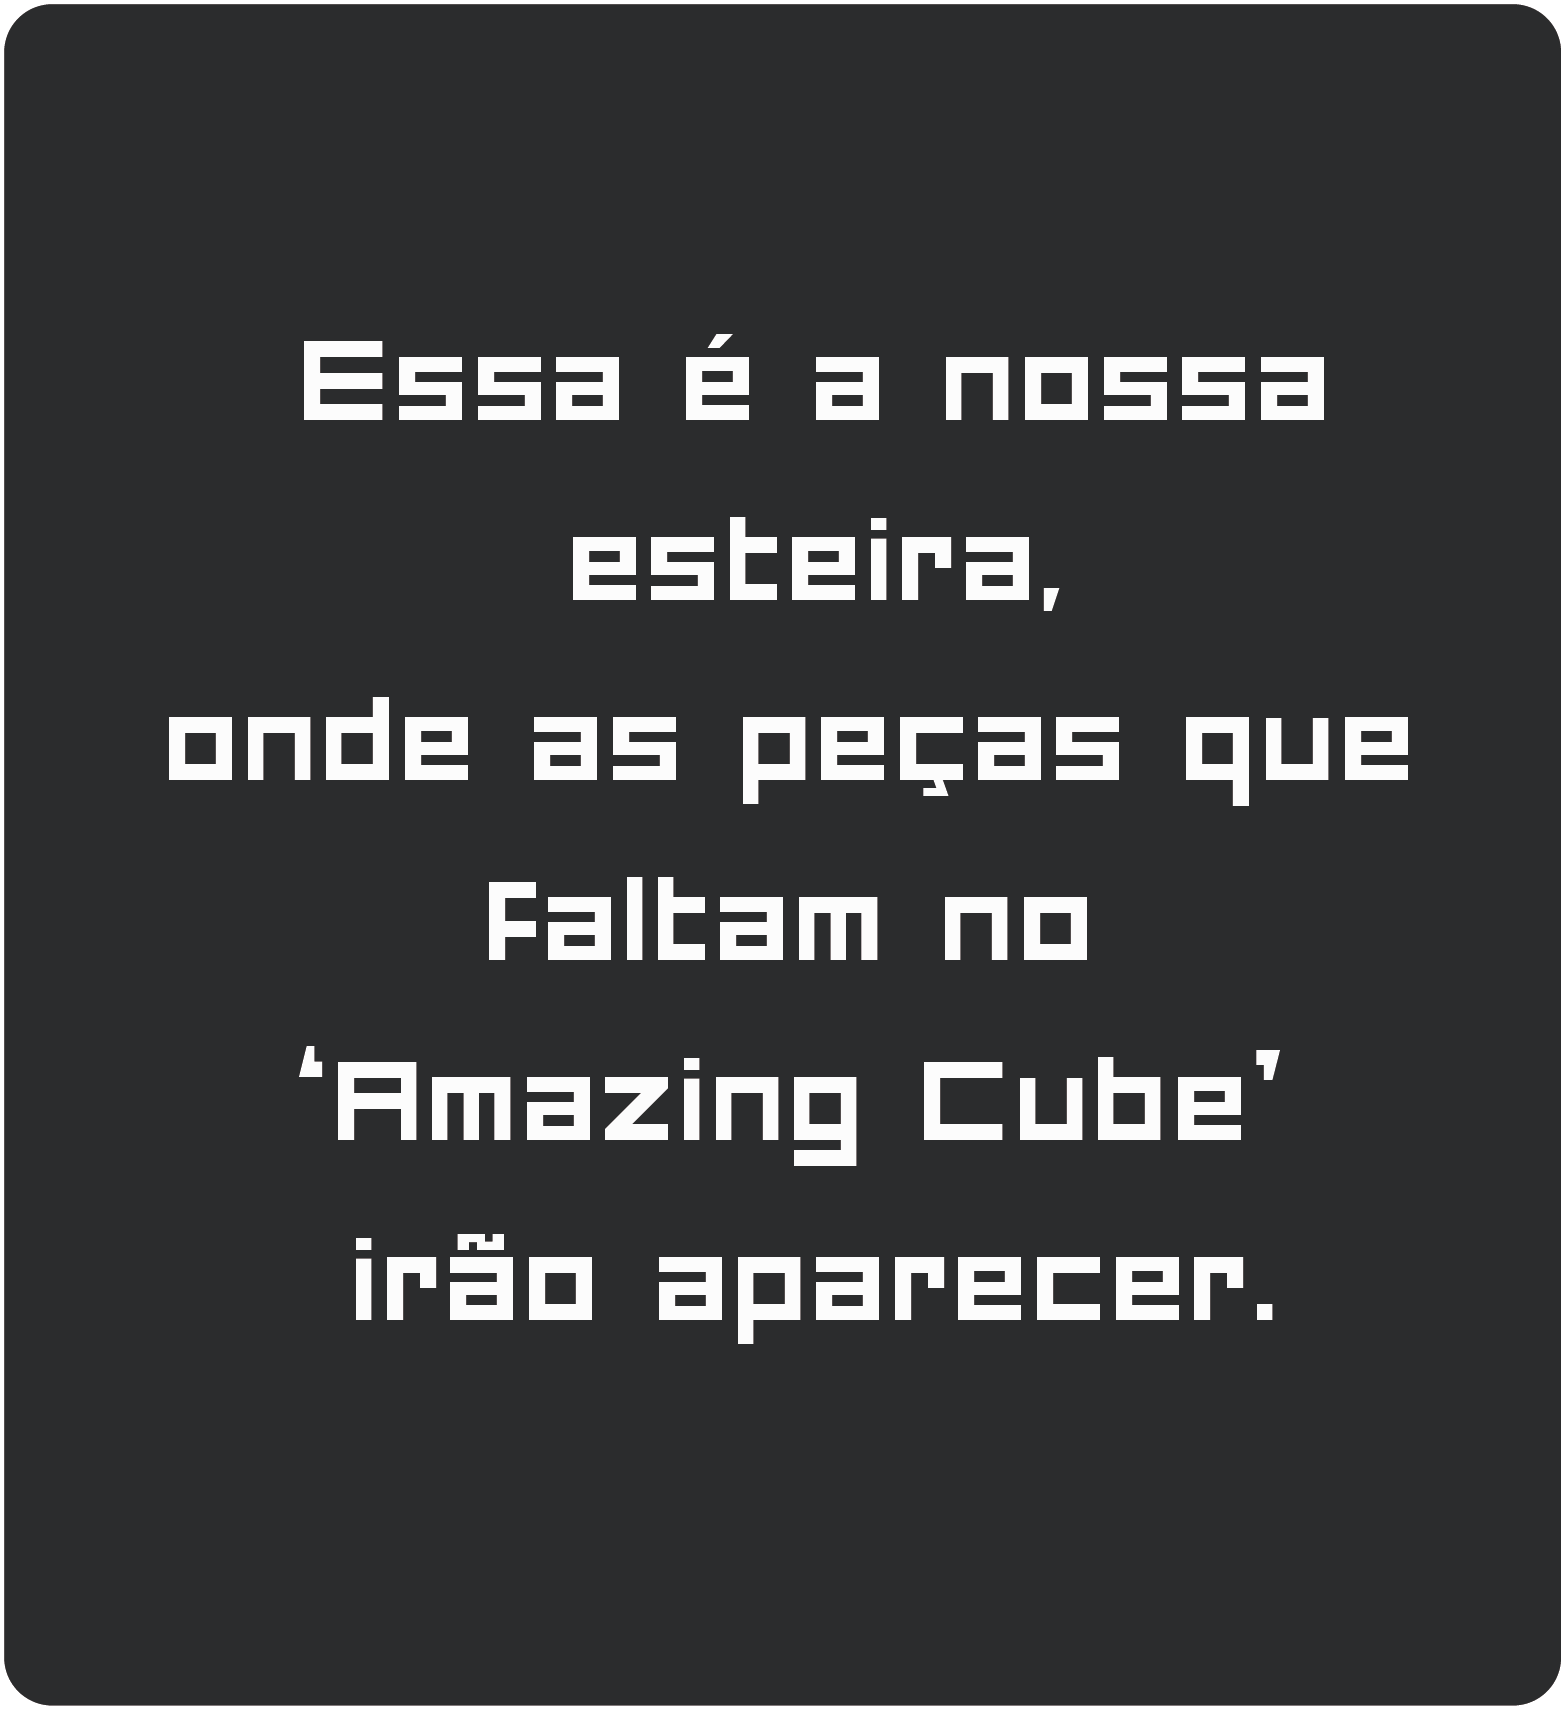 Essa é a nossa
esteira,
onde as peças que
faltam no
‘Amazing Cube’
irão aparecer.